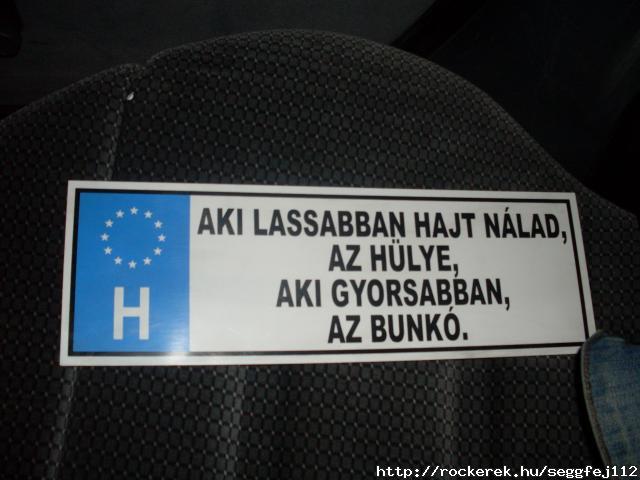 AKI LASSABBAN HAJT NÁLAD,
AZ HÜLYE,
AKI GYORSABBAN,
AZ BUNKÓ.
H
http://rockerek.hu/seggfej112